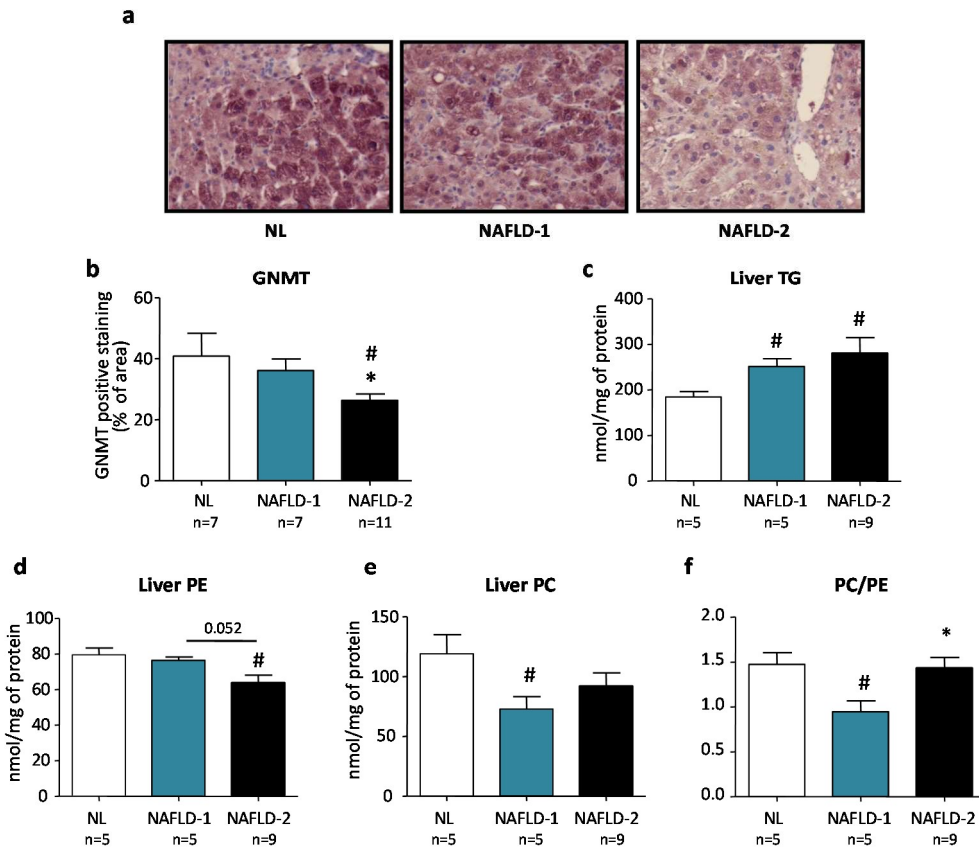 a
NL
NAFLD-1
NAFLD-2
b
GNMT
GNMT positive staining
(% of area)
60
40
20
0
#
*
NL
NAFLD-1
NAFLD-2
n=7
n=7
n=11
c
Liver TG
nmol/mg of protein
400
300
200
100
0
#
#
NL
NAFLD-1
NAFLD-2
n=5
n=5
n=9
d
Liver PE
nmol/mg of protein
100
80
60
40
20
0
0.052
#
NL
NAFLD-1
NAFLD-2
n=5
n=5
n=9
e
Liver PC
nmol/mg of protein
150
100
50
0
#
NL
NAFLD-1
NAFLD-2
n=5
n=5
n=9
f
PC/PE
2.0
1.5
1.0
0.5
0.0
#
*
NL
NAFLD-1
NAFLD-2
n=5
n=5
n=9